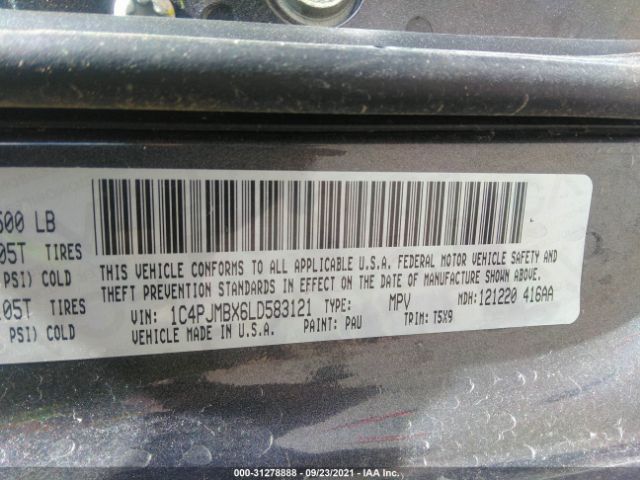 500 LB
05T TIRES
PSI) COLD
105T TIRES
PSI) COLD
THIS VEHICLE CONFORMS TO ALL APPLICABLE U.S.A. FEDERAL MOTOR VEHICLE SAFETY AND
THEFT PREVENTION STANDARDS IN EFFECT ON THE DATE OF MANUFACTURE SHOWN ABOVE.
VIN: 1C4PJMBX6LD583121 TYPE: MPV MDH: 121220 416AA
VEHICLE MADE IN U.S.A. PAINT: PAU TRIM: T5X9
000-31278888 - 09/23/2021 - IAA Inc.